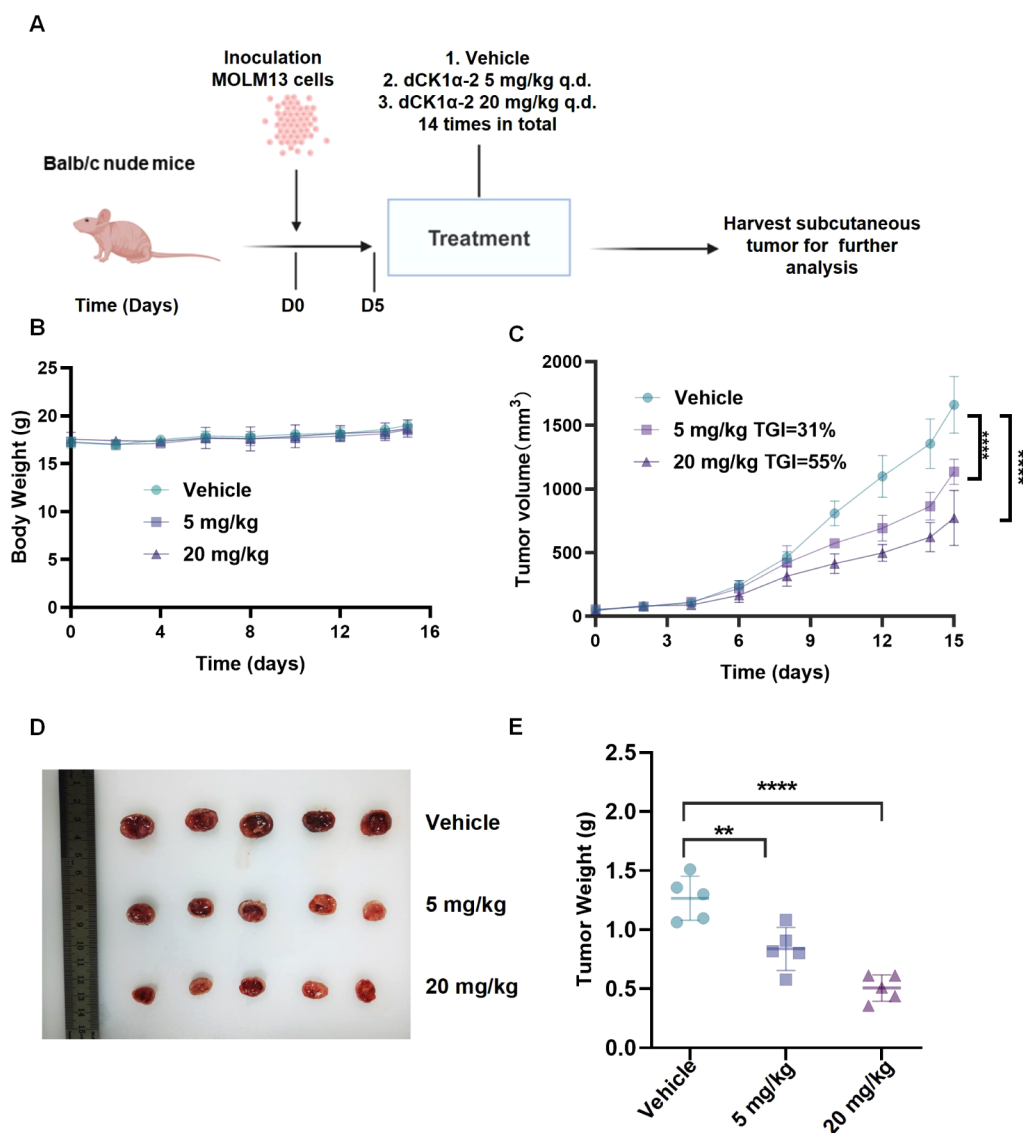 A
Inoculation
MOLM13 cells
1. Vehicle
2. dCK1α-2 5 mg/kg q.d.
3. dCK1α-2 20 mg/kg q.d.
14 times in total
Balb/c nude mice
Treatment
Harvest subcutaneous
tumor for further
analysis
Time (Days)
D0
D5
B
25
20
15
10
5
0
Body Weight (g)
Vehicle
5 mg/kg
20 mg/kg
0
4
8
12
16
Time (days)
C
2000
1500
1000
500
0
Tumor volume(mm³)
Vehicle
5 mg/kg TGI=31%
20 mg/kg TGI=55%
****
****
0
3
6
9
12
15
Time (days)
D
Vehicle
5 mg/kg
20 mg/kg
E
2.5
2.0
1.5
1.0
0.5
0.0
Tumor Weight (g)
****
**
Vehicle
5 mg/kg
20 mg/kg